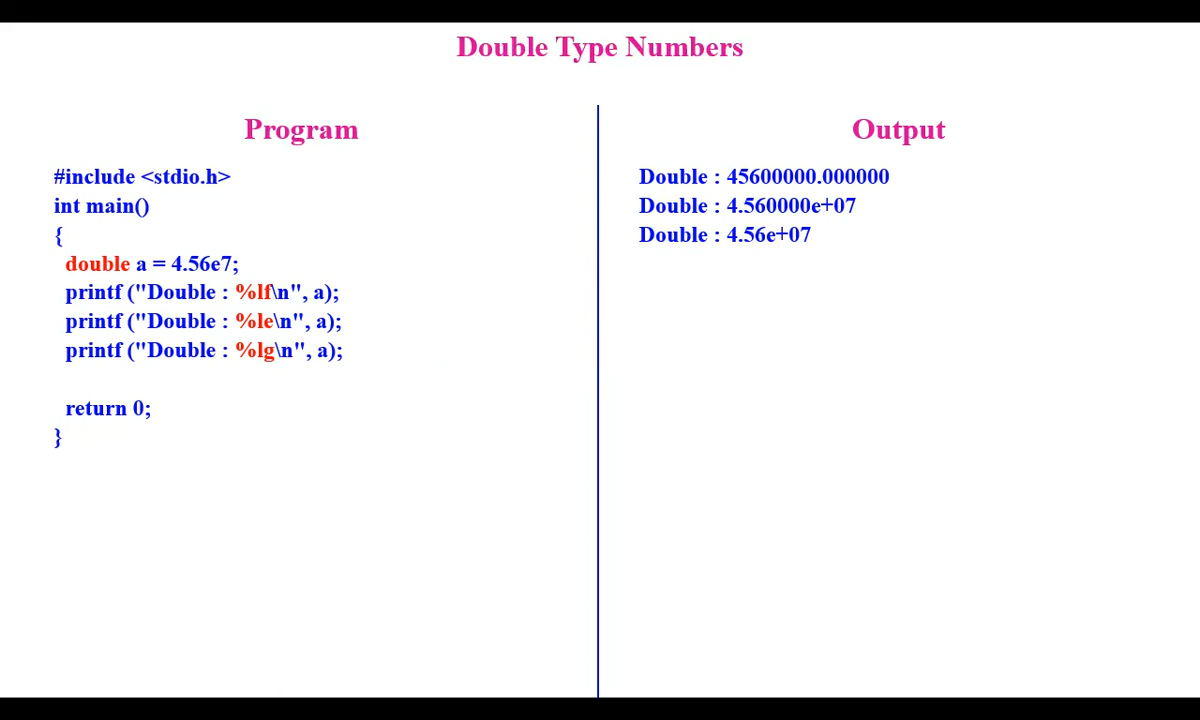 Double Type Numbers
Program
#include <stdio.h>
int main()
{
double a = 4.56e7;
printf ("Double : %lf\n", a);
printf ("Double : %le\n", a);
printf ("Double : %lg\n", a);
return 0;
}
Output
Double : 45600000.000000
Double : 4.560000e+07
Double : 4.56e+07